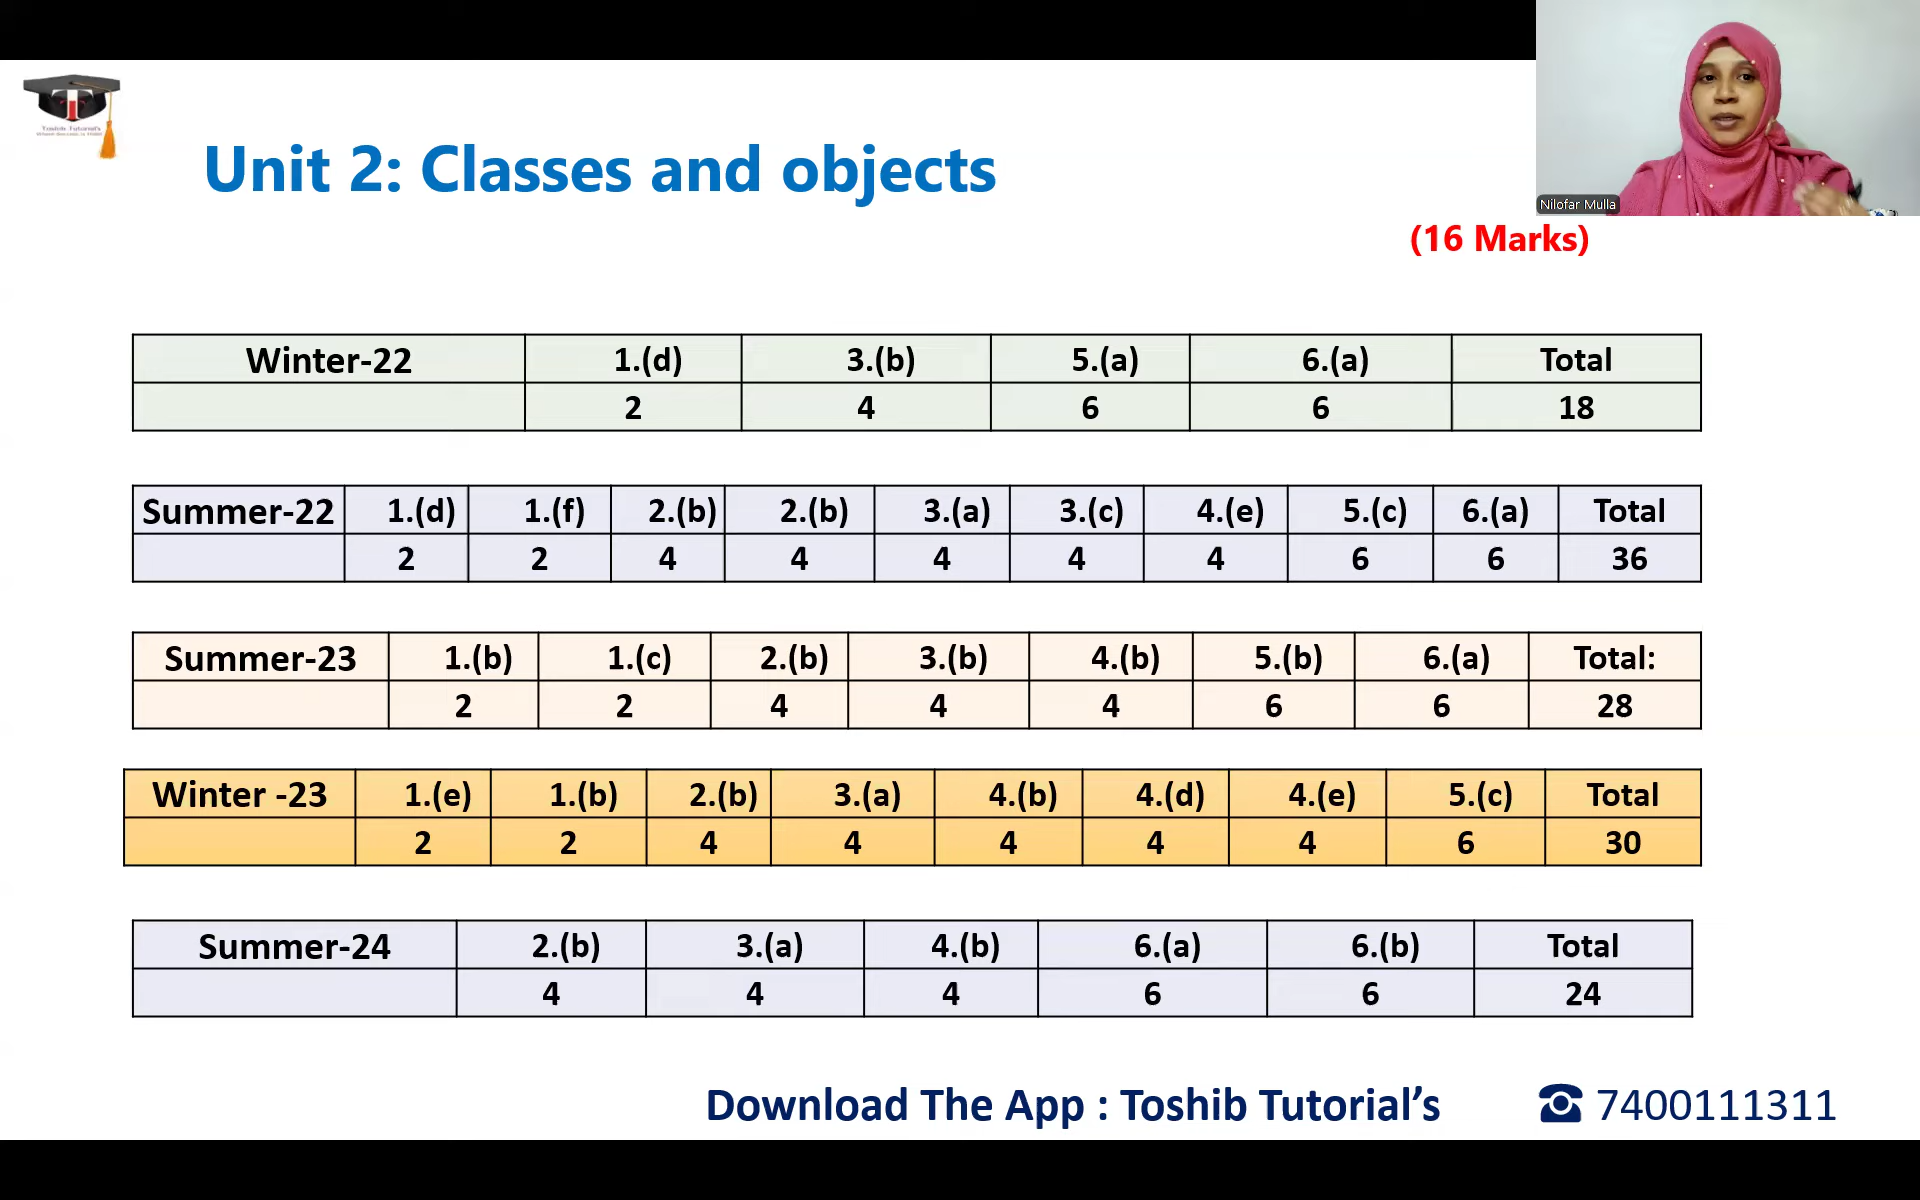 Toshib Tutorial's
Nilofar Mulla
Unit 2: Classes and objects
(16 Marks)
Winter-22 1.(d) 3.(b) 5.(a) 6.(a) Total
2 4 6 6 18
Summer-22 1.(d) 1.(f) 2.(b) 2.(b) 3.(a) 3.(c) 4.(e) 5.(c) 6.(a) Total
2 2 4 4 4 4 4 6 6 36
Summer-23 1.(b) 1.(c) 2.(b) 3.(b) 4.(b) 5.(b) 6.(a) Total:
2 2 4 4 4 6 6 28
Winter -23 1.(e) 1.(b) 2.(b) 3.(a) 4.(b) 4.(d) 4.(e) 5.(c) Total
2 2 4 4 4 4 4 6 30
Summer-24 2.(b) 3.(a) 4.(b) 6.(a) 6.(b) Total
4 4 4 6 6 24
Download The App : Toshib Tutorial’s 7400111311